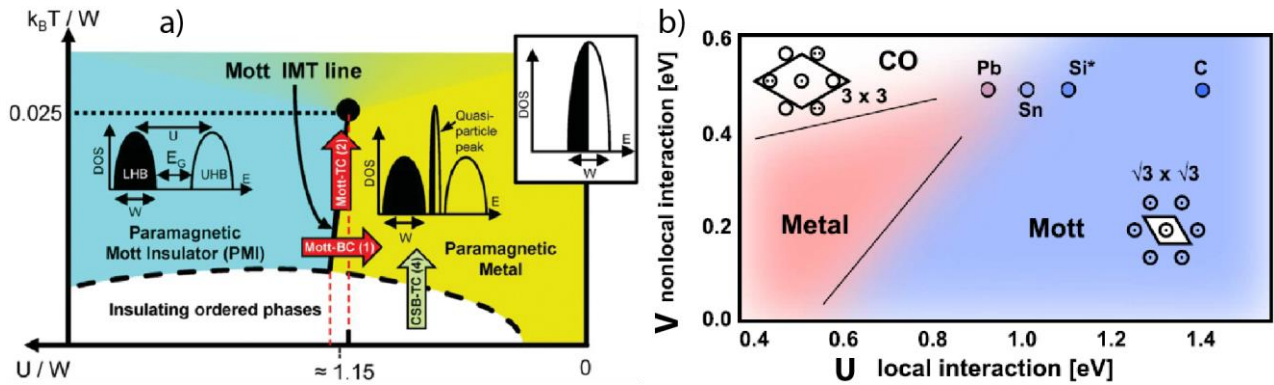 a)
k_BT / W
Mott IMT line
0.025
DOS
U
E_G
LHB
UHB
E
W
Mott-TC (2)
DOS
Quasi-
particle
peak
E
W
DOS
E
W
Paramagnetic
Mott Insulator (PMI)
Mott-BC (1)
Paramagnetic
Metal
CSB-TC (4)
Insulating ordered phases
U / W
≈ 1.15
0
b)
V nonlocal interaction [eV]
0.6
0.4
0.2
0.0
CO
3 x 3
Pb
Sn
Si*
C
√3 x √3
Metal
Mott
0.4
0.6
0.8
1.0
1.2
1.4
U local interaction [eV]